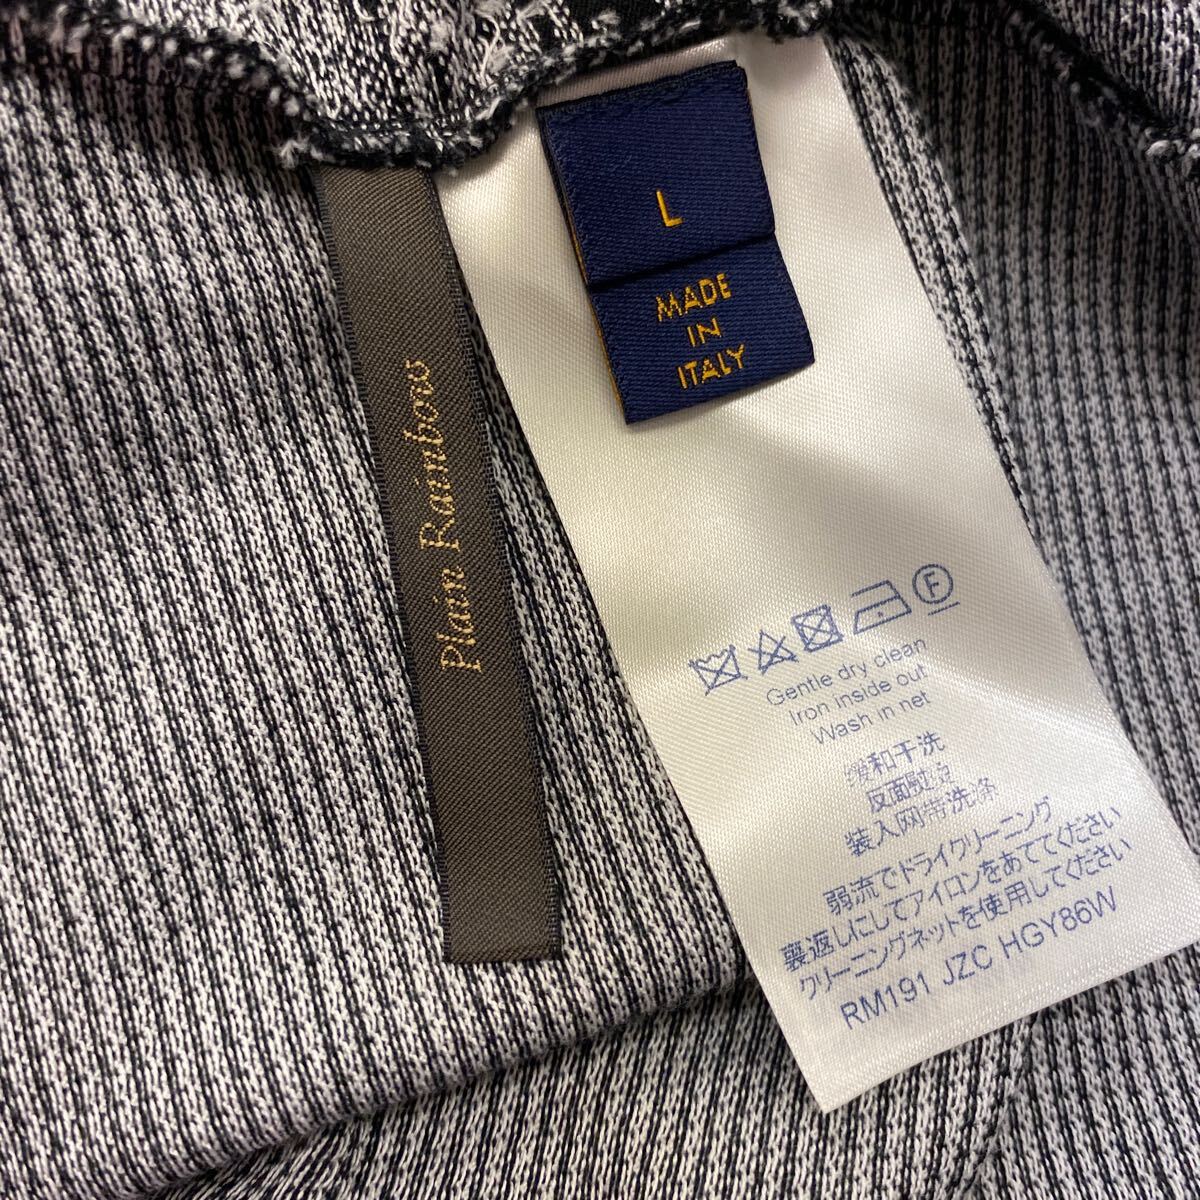 L
MADE
IN
ITALY
Plain Rainbows
F
Gentle dry clean
Iron inside out
Wash in net
缓和干洗
反面熨烫
装入网袋洗涤
弱流でドライクリーニング
裏返しにしてアイロンをあててください
クリーニングネットを使用してください
RM191 JZC HGY86W